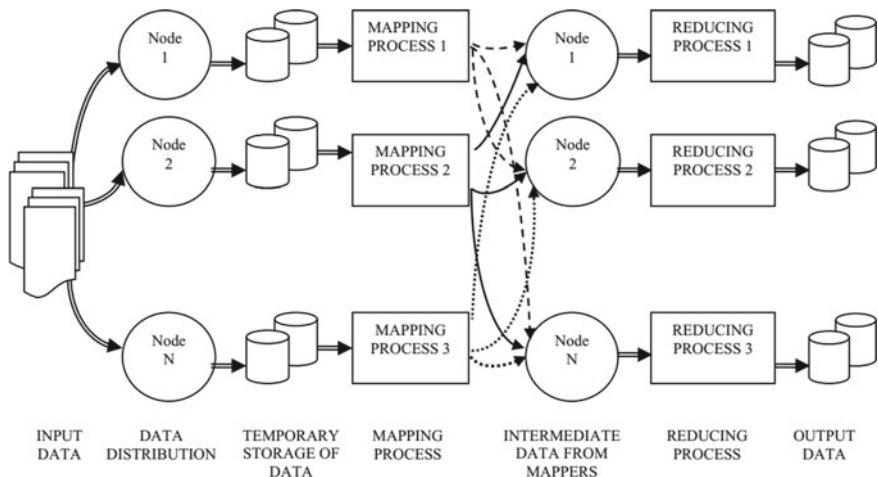 Node
1
MAPPING
PROCESS 1
Node
1
REDUCING
PROCESS 1
Node
2
MAPPING
PROCESS 2
Node
2
REDUCING
PROCESS 2
Node
N
MAPPING
PROCESS 3
Node
N
REDUCING
PROCESS 3
INPUT
DATA
DATA
DISTRIBUTION
TEMPORARY
STORAGE OF
DATA
MAPPING
PROCESS
INTERMEDIATE
DATA FROM
MAPPERS
REDUCING
PROCESS
OUTPUT
DATA